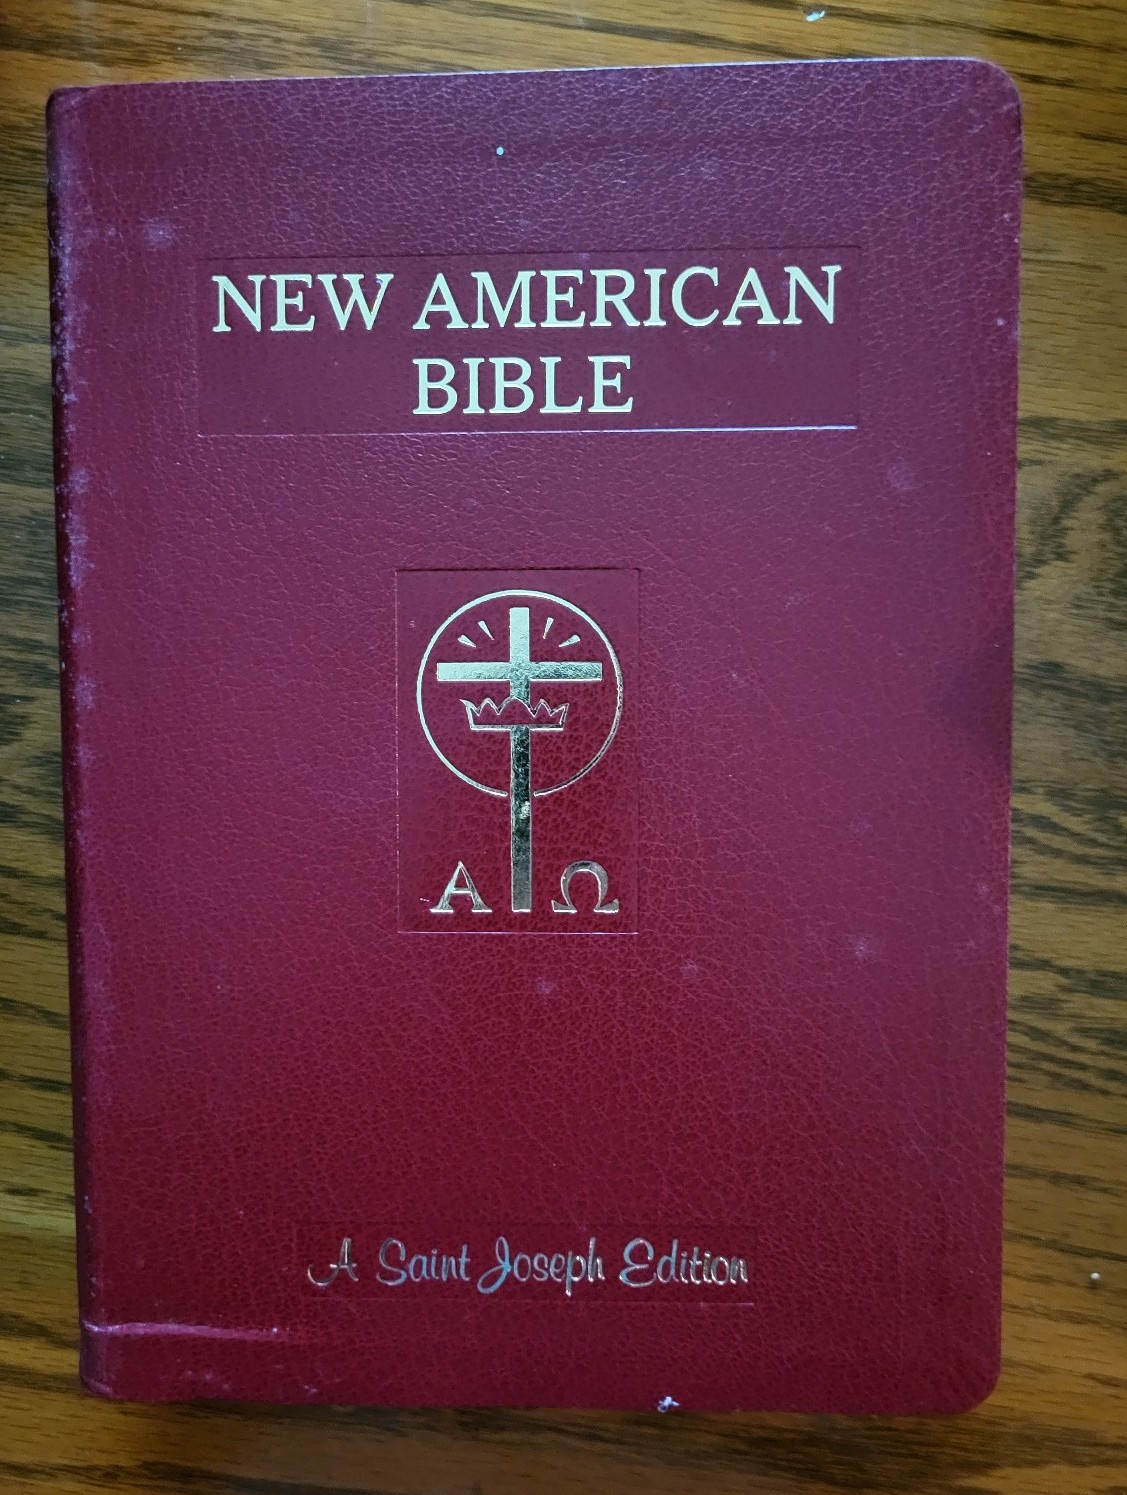 NEW AMERICAN
BIBLE
Α Ω
A Saint Joseph Edition